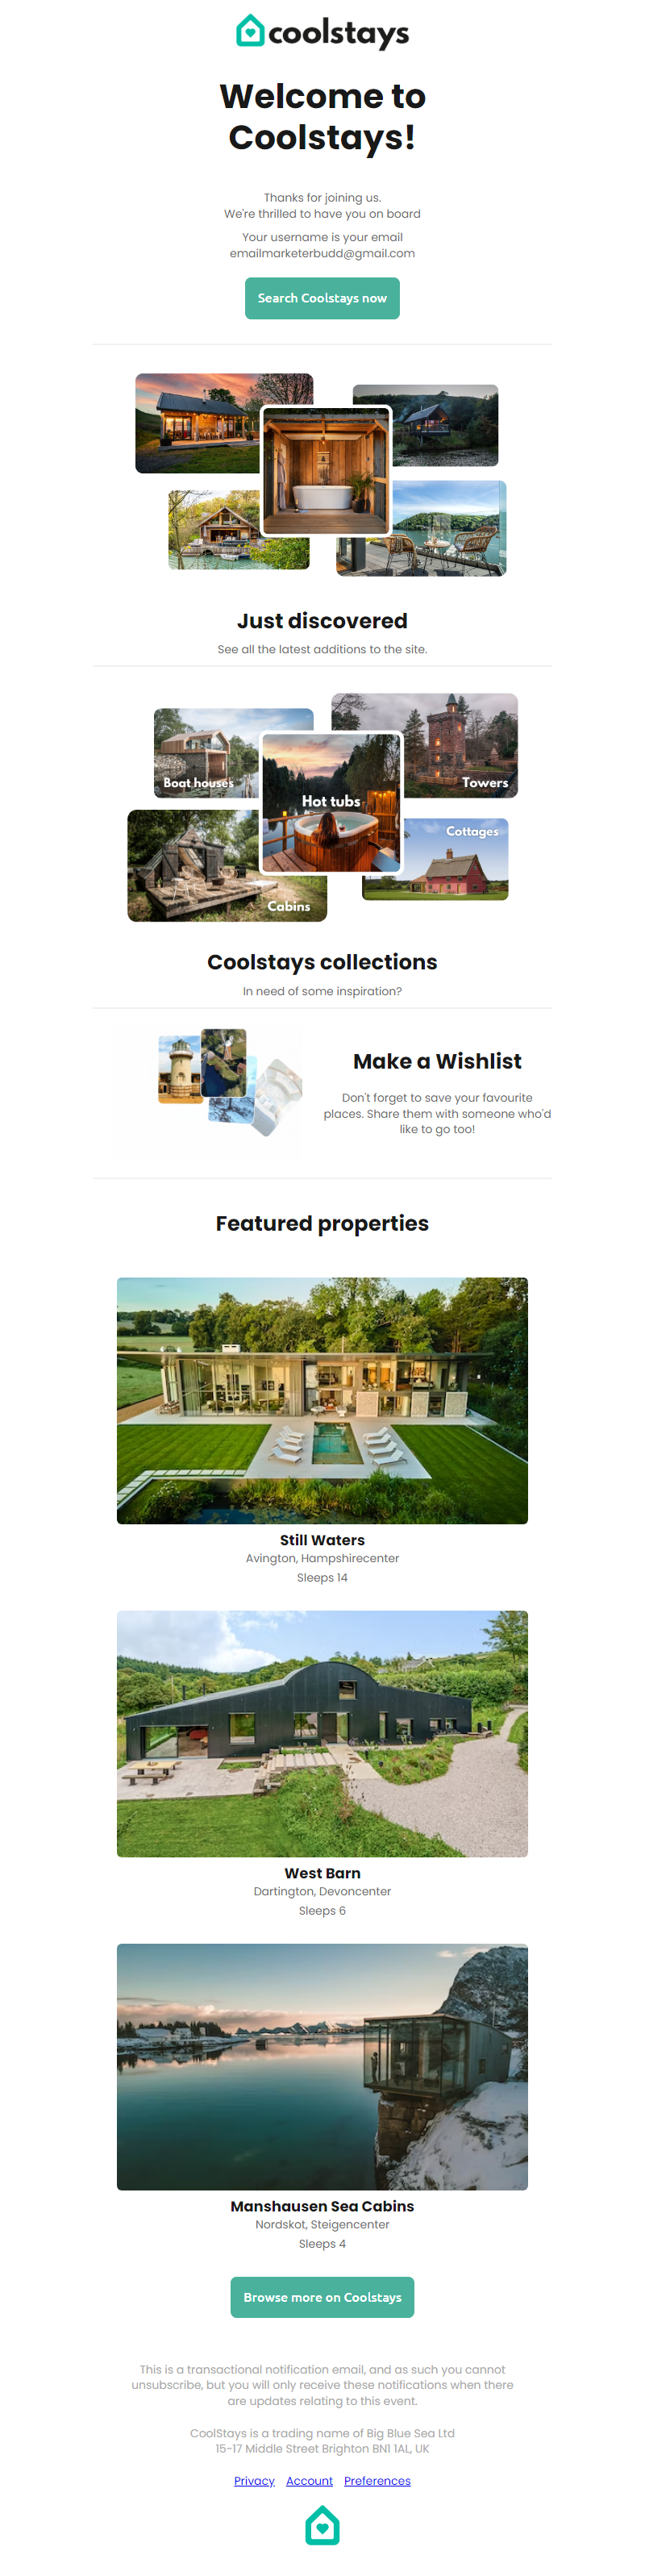 coolstays
Welcome to
Coolstays!
Thanks for joining us.
We're thrilled to have you on board
Your username is your email
emailmarketerbudd@gmail.com
Search Coolstays now
Just discovered
See all the latest additions to the site.
Boat houses
Towers
Hot tubs
Cottages
Cabins
Coolstays collections
In need of some inspiration?
Make a Wishlist
Don't forget to save your favourite
places. Share them with someone who'd
like to go too!
Featured properties
Still Waters
Avington, Hampshirecenter
Sleeps 14
West Barn
Dartington, Devoncenter
Sleeps 6
Manshausen Sea Cabins
Nordskot, Steigencenter
Sleeps 4
Browse more on Coolstays
This is a transactional notification email, and as such you cannot
unsubscribe, but you will only receive these notifications when there
are updates relating to this event.
CoolStays is a trading name of Big Blue Sea Ltd
15-17 Middle Street Brighton BN1 1AL, UK
Privacy Account Preferences